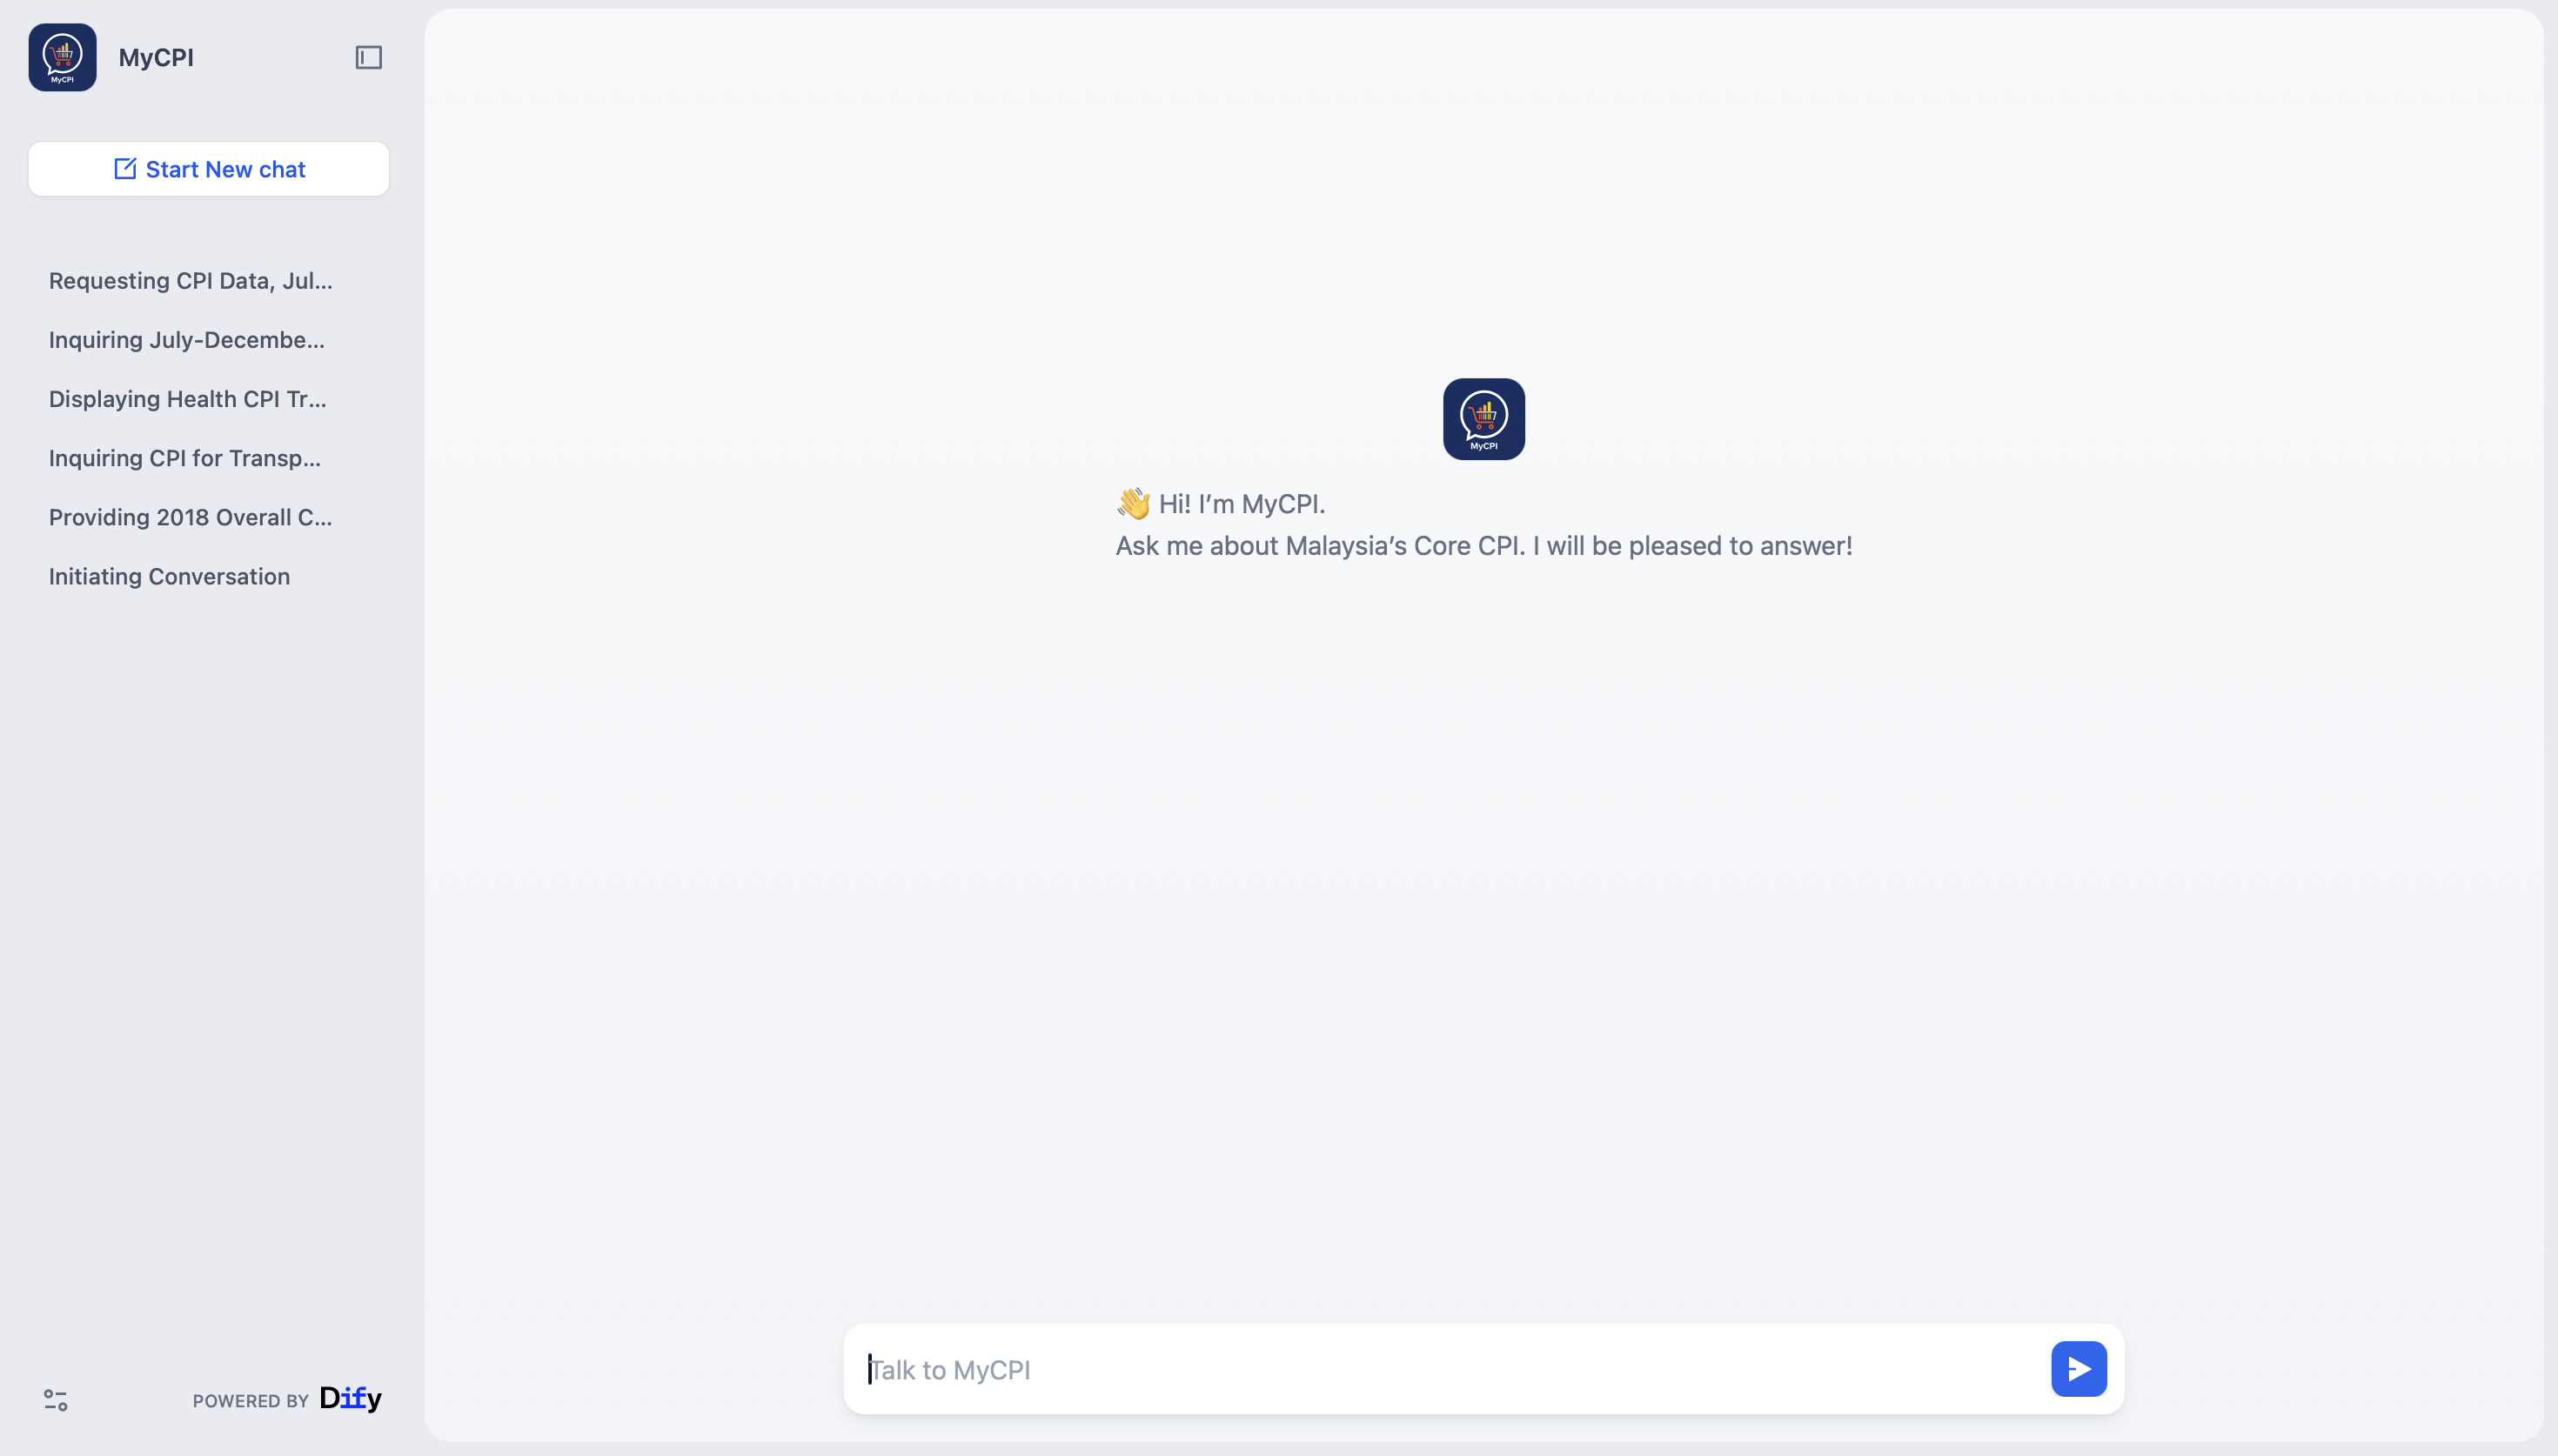 MyCPI
MyCPI
Start New chat
Requesting CPI Data, Jul...
Inquiring July-Decembe...
Displaying Health CPI Tr...
Inquiring CPI for Transp...
Providing 2018 Overall C...
Initiating Conversation
MyCPI
👋 Hi! I’m MyCPI.
Ask me about Malaysia’s Core CPI. I will be pleased to answer!
Talk to MyCPI
POWERED BY Dify